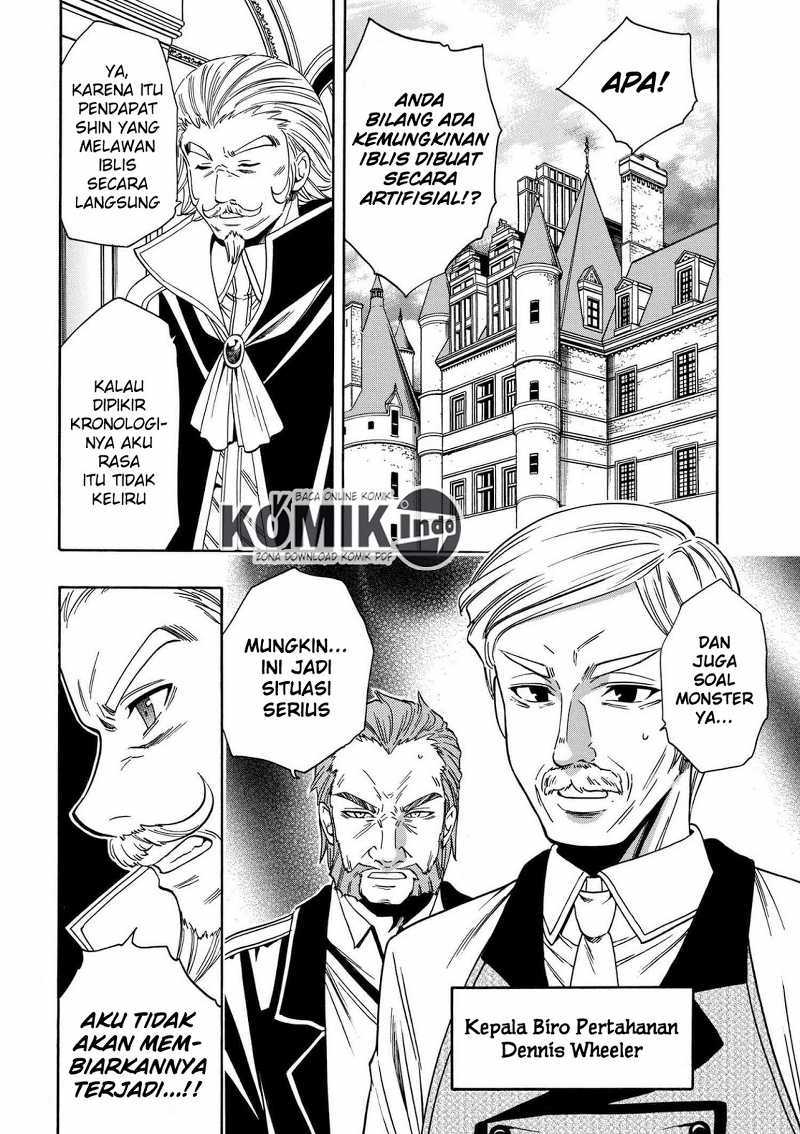 APA!
ANDA
BILANG ADA
KEMUNGKINAN
IBLIS DIBUAT
SECARA
ARTIFISIAL!?
YA,
KARENA ITU
PENDAPAT
SHIN YANG
MELAWAN
IBLIS
SECARA
LANGSUNG
KALAU
DIPIKIR
KRONOLOGI-
NYA AKU
RASA
ITU TIDAK
KELIRU
BACA ONLINE KOMIK
KOMIK indo
ZONA DOWNLOAD KOMIK PDF
DAN
JUGA
SOAL
MONSTER
YA...
MUNGKIN...
INI JADI
SITUASI
SERIUS
Kepala Biro Pertahanan
Dennis Wheeler
AKU TIDAK
AKAN MEM-
BIARKANNYA
TERJADI...!!